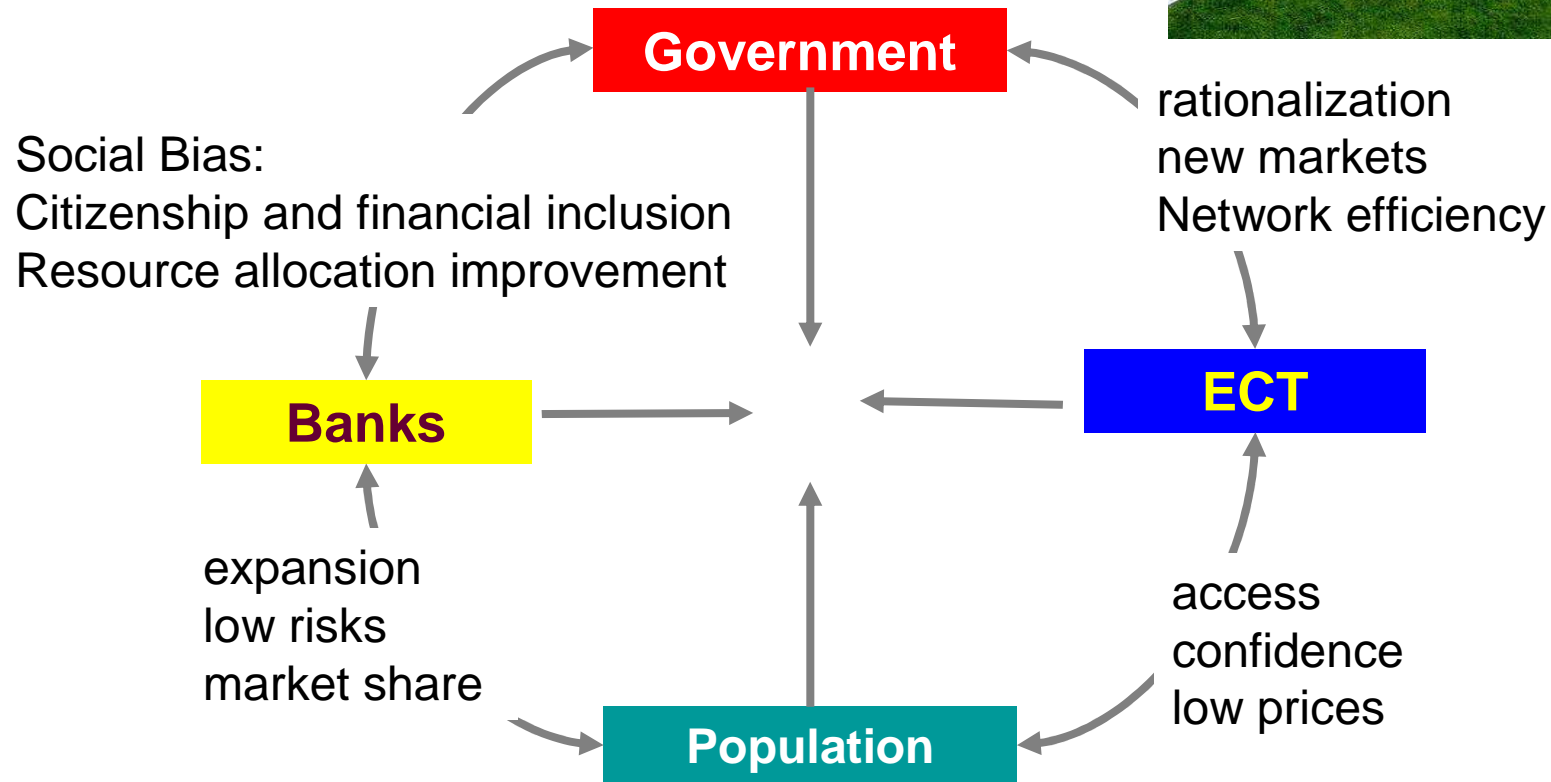 Government
rationalization
new markets
Network efficiency
Social Bias:
Citizenship and financial inclusion
Resource allocation improvement
Banks
ECT
expansion
low risks
market share
access
confidence
low prices
Population